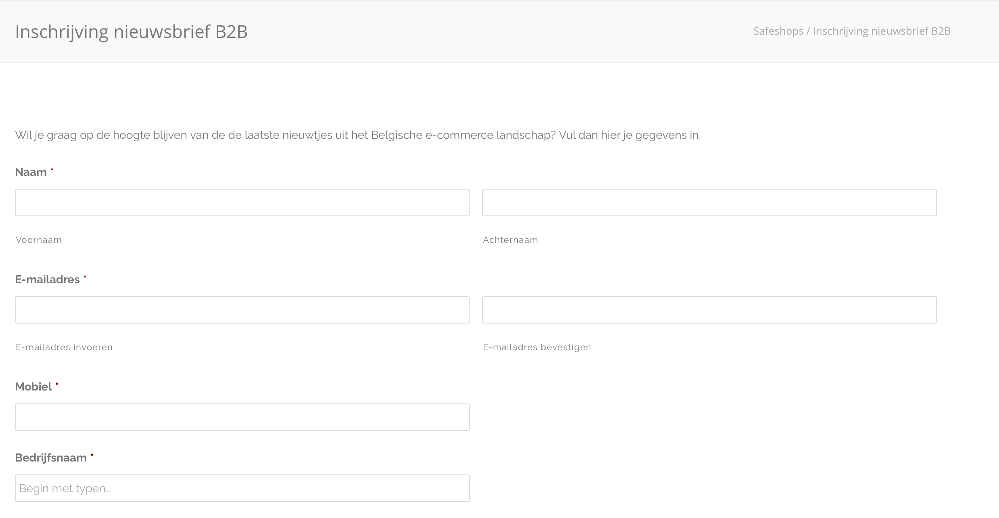 Inschrijving nieuwsbrief B2B
Safeshops / Inschrijving nieuwsbrief B2B
Wil je graag op de hoogte blijven van de de laatste nieuwtjes uit het Belgische e-commerce landschap? Vul dan hier je gegevens in.
Naam *
Voornaam
Achternaam
E-mailadres *
E-mailadres invoeren
E-mailadres bevestigen
Mobiel *
Bedrijfsnaam *
Begin met typen...